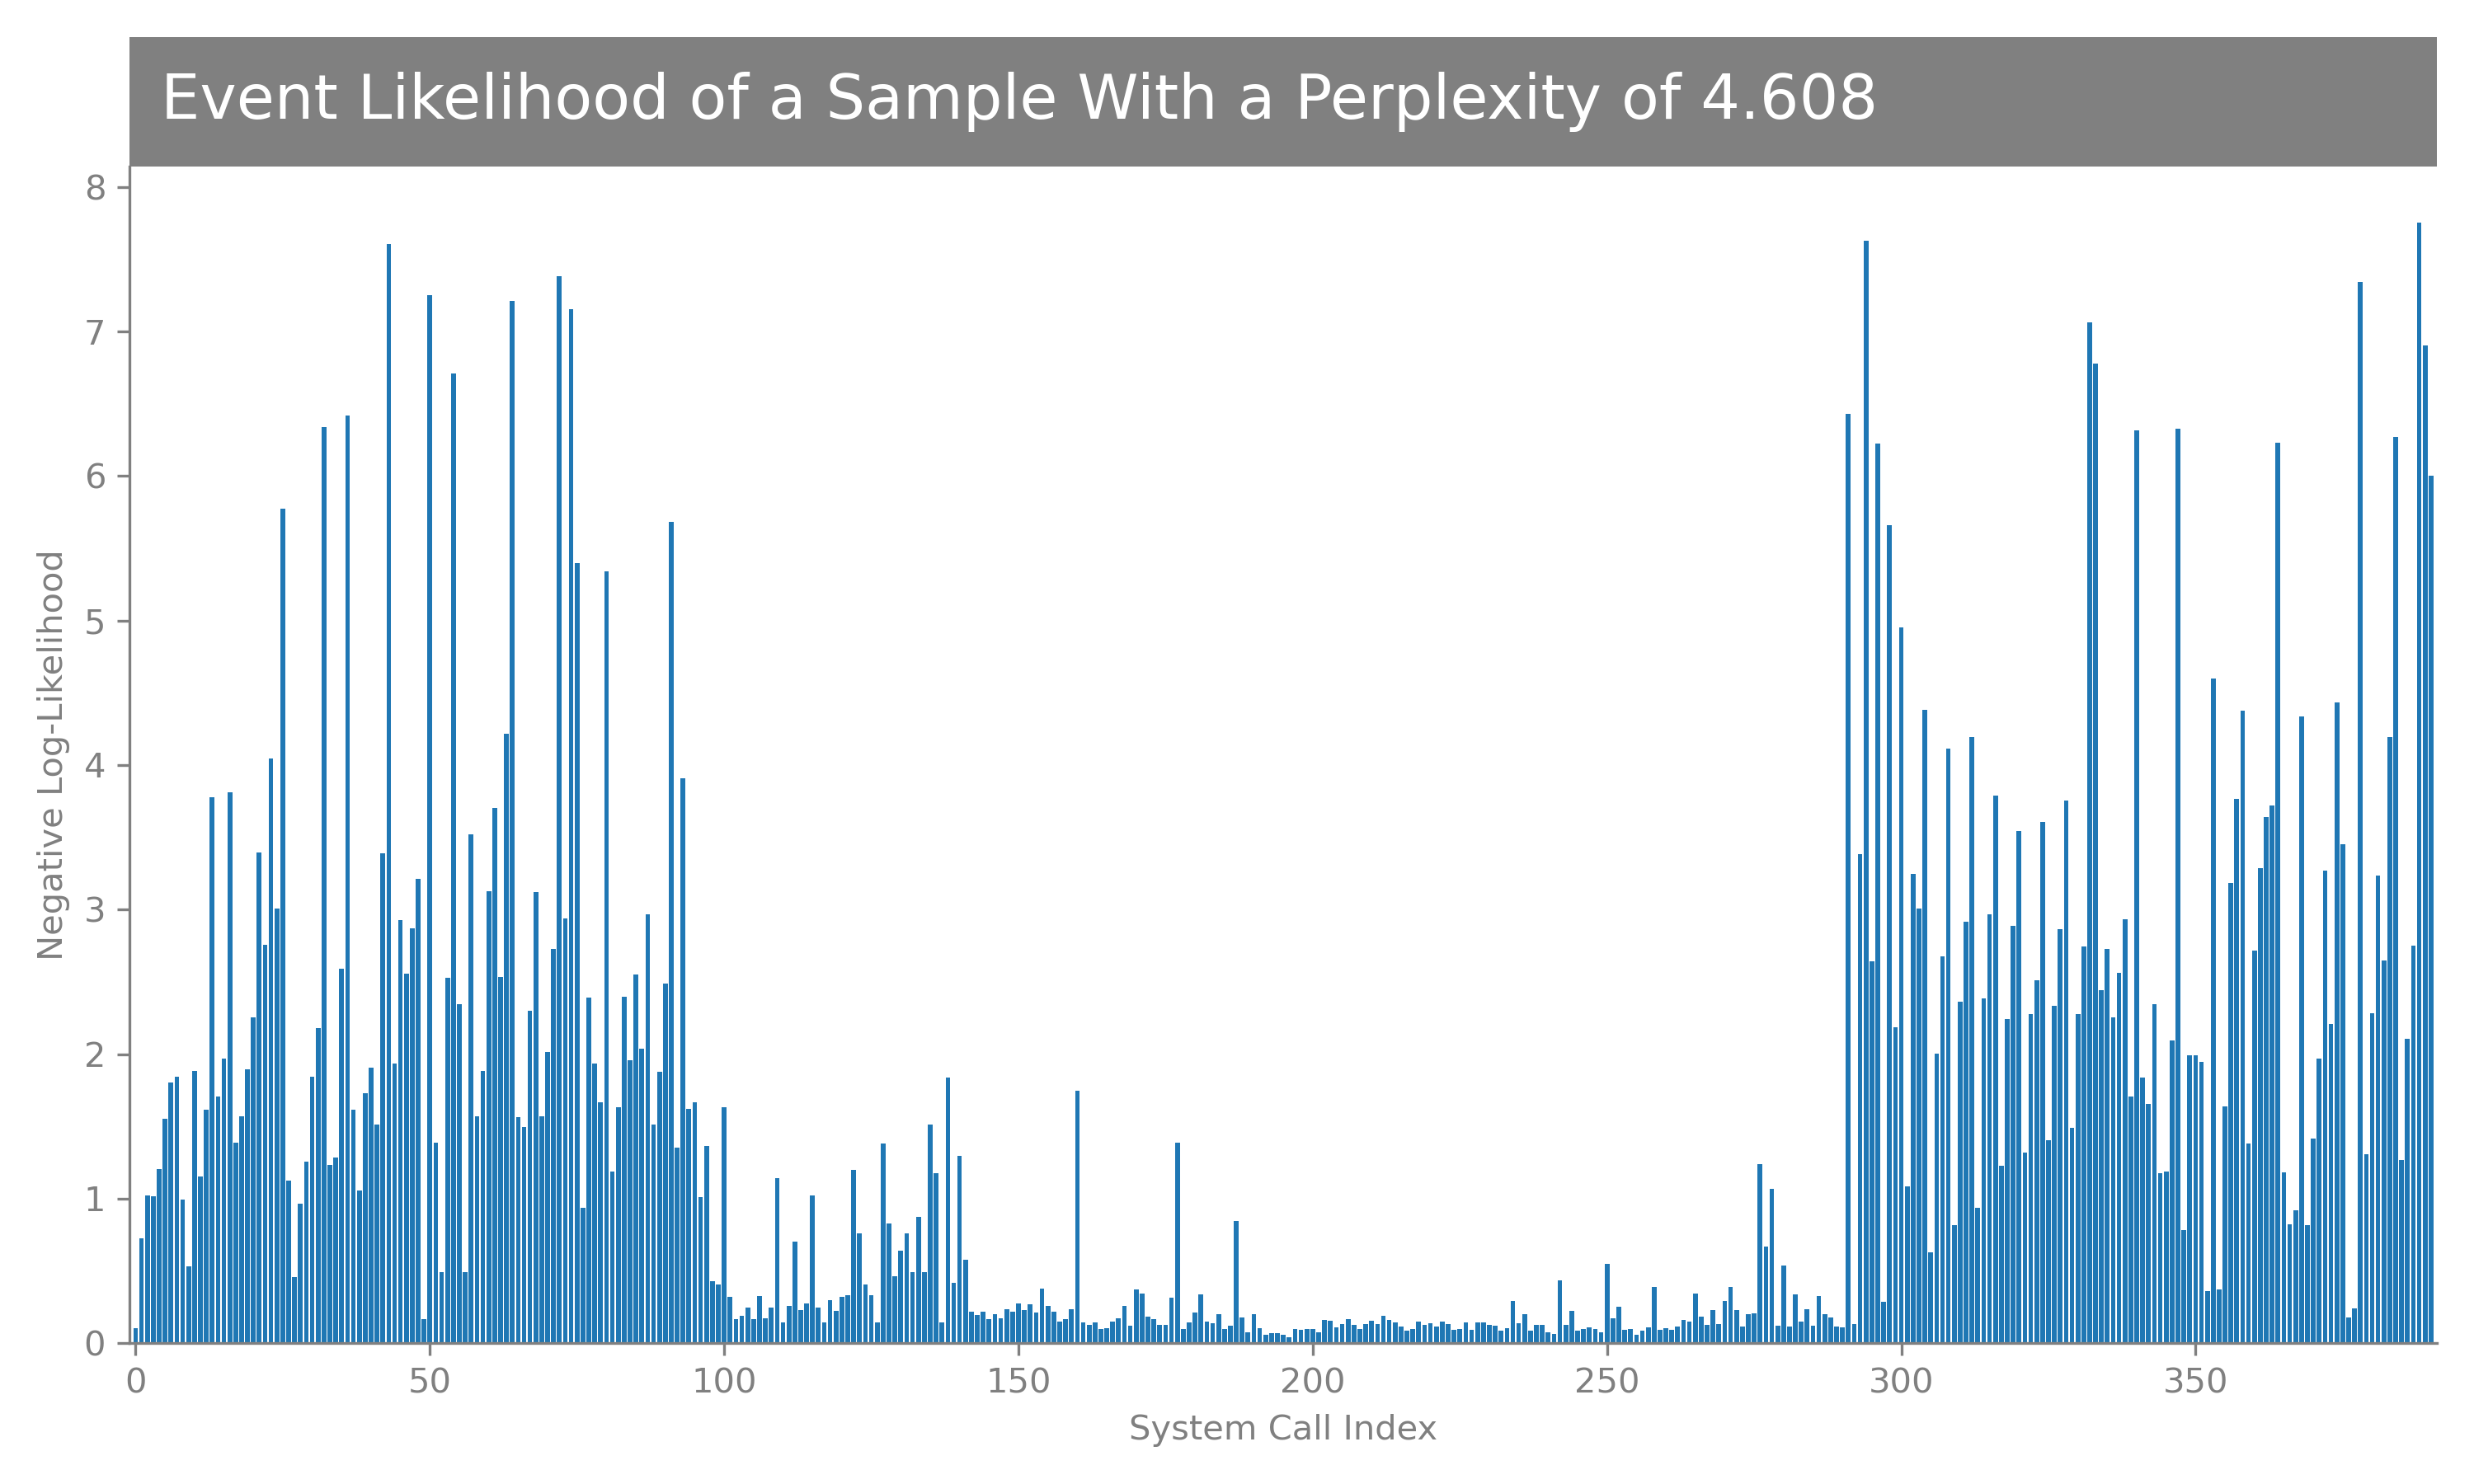 Event Likelihood of a Sample With a Perplexity of 4.608
8
7
6
5
4
3
2
1
0
Negative Log-Likelihood
0 50 100 150 200 250 300 350
System Call Index